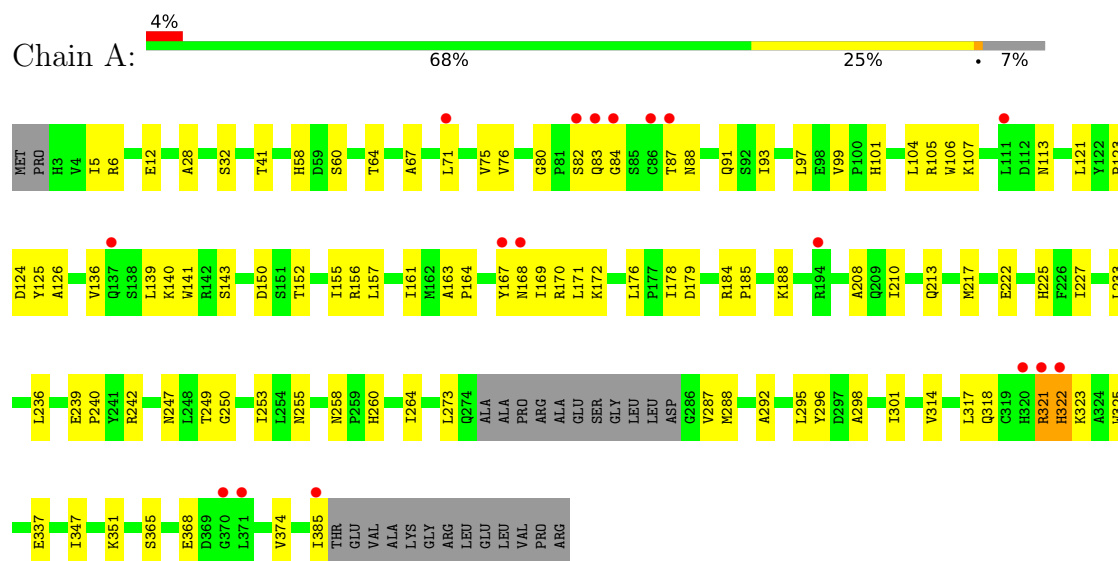 4%
Chain A:
68% 25% • 7%
MET PRO H3 V4 I5 R6 E12 A28 S32 T41 H58 D59 S60 T64 A67 L71 V75 V76 G80 P81 S82 Q83 G84 S85 C86 T87 N88 Q91 S92 I93 L97 E98 V99 P100 H101 L104 R105 W106 K107 L111 D112 N113 L121 Y122
D124 Y125 A126 V136 Q137 S138 L139 K140 W141 R142 S143 D150 S151 T152 I155 R156 L157 I161 M162 A163 P164 Y167 N168 I169 R170 L171 K172 L176 P177 I178 D179 R184 P185 K188 R194 A208 Q209 I210 Q213 M217 E222 H225 F226 I227
L236 E239 P240 Y241 R242 N247 L248 T249 G250 I253 L254 N255 N258 P259 H260 I264 L273 Q274 ALA ALA PRO ARG ALA GLU SER GLY LEU LEU ASP G286 V287 M288 A292 L295 Y296 D297 A298 I301 V314 L317 Q318 C319 H320 R321 H322 K323 A324
E337 I347 K351 S365 E368 D369 G370 L371 V374 I385 THR GLU VAL ALA LYS GLY ARG LEU GLU LEU VAL PRO ARG